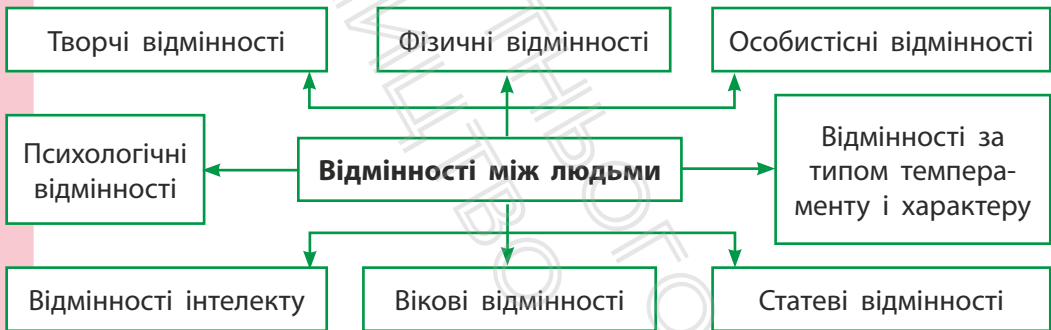 Творчі відмінності
Фізичні відмінності
Особистісні відмінності
Психологічні
відмінності
Відмінності між людьми
Відмінності за
типом темпера-
менту і характеру
Відмінності інтелекту
Вікові відмінності
Статеві відмінності